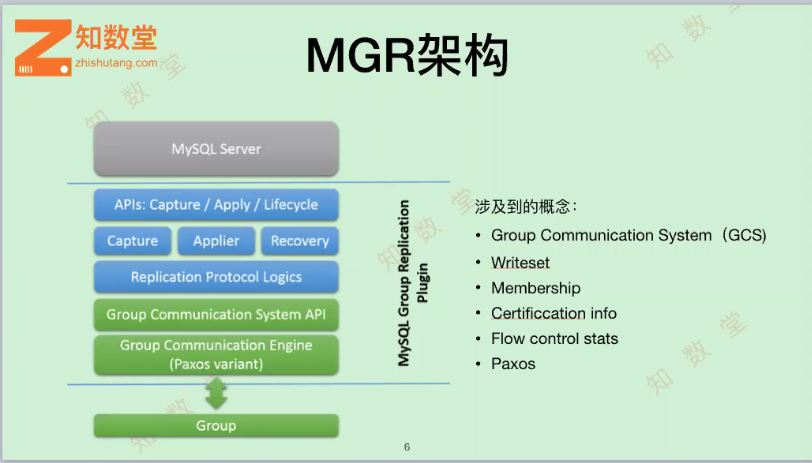 知数堂
zhishutang.com
MGR架构
MySQL Server
APIs: Capture / Apply / Lifecycle
Capture
Applier
Recovery
Replication Protocol Logics
Group Communication System API
Group Communication Engine
(Paxos variant)
Group
MySQL Group Replication
Plugin
涉及到的概念：
• Group Communication System（GCS)
• Writeset
• Membership
• Certificcation info
• Flow control stats
• Paxos
6
知数堂
知数堂
知数堂
知数堂
知数堂